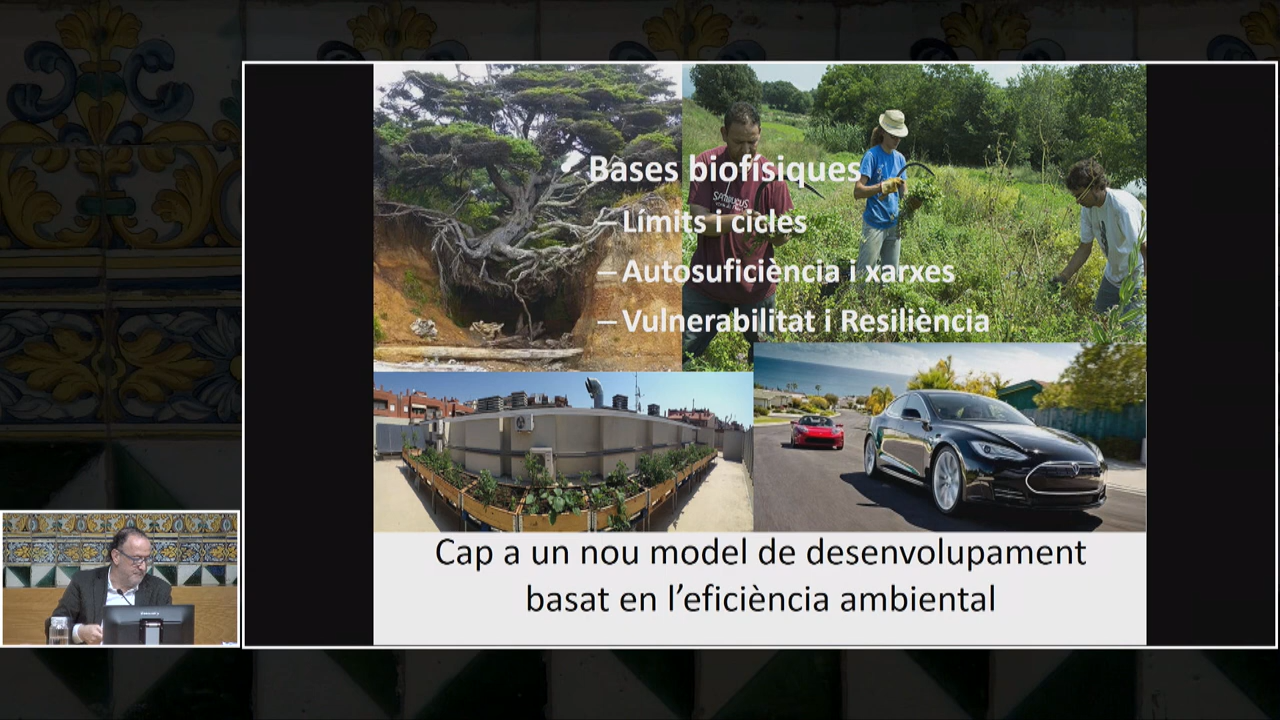 • Bases biofísiques
– Límits i cicles
– Autosuficiència i xarxes
– Vulnerabilitat i Resiliència
Cap a un nou model de desenvolupament
basat en l’eficiència ambiental